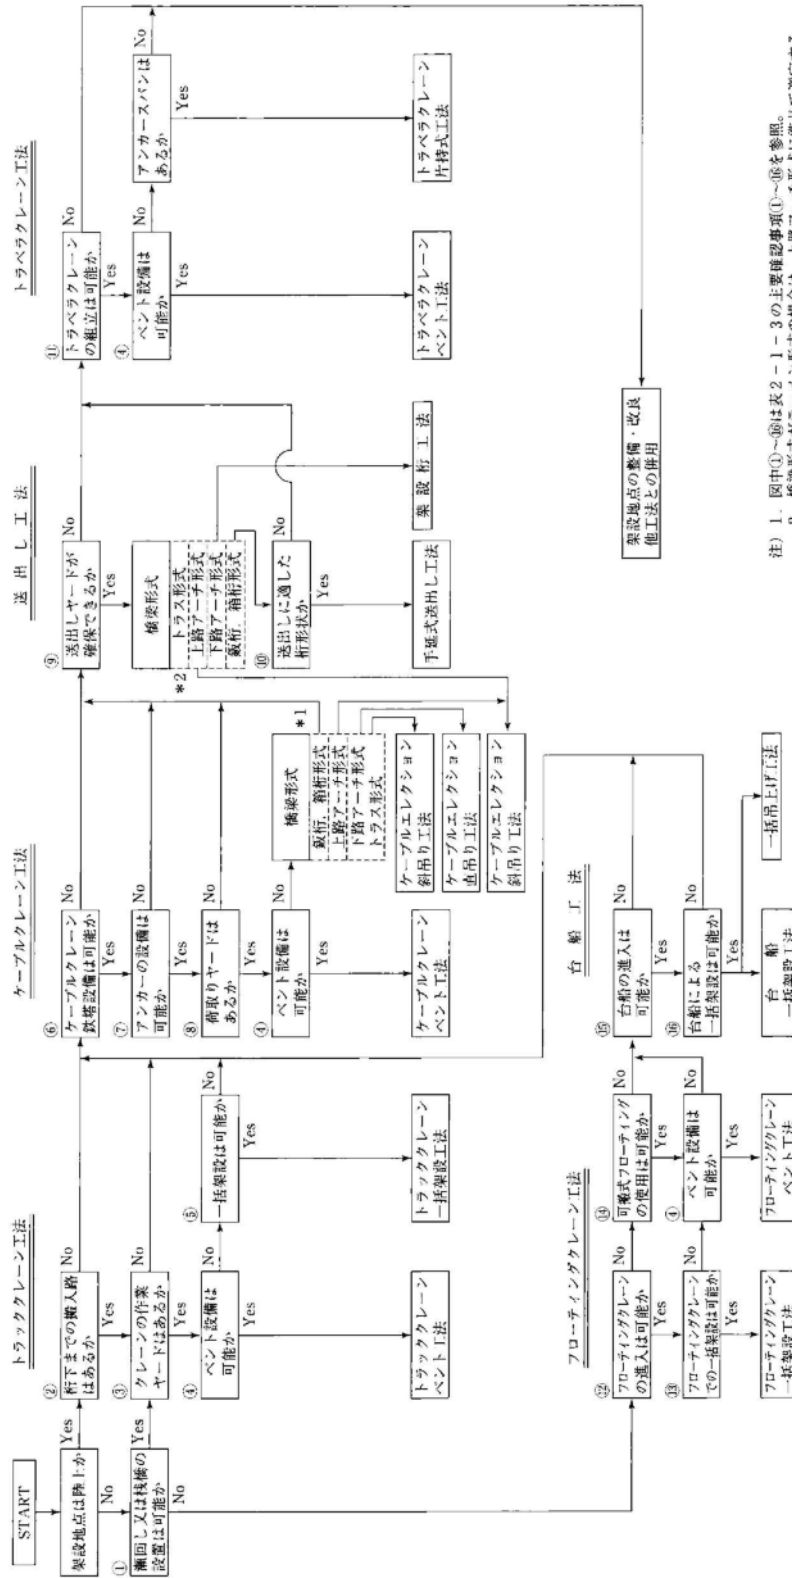 START
架設地点は陸上か
Yes
No
①
瀬回し又は桟橋の
設置は可能か
Yes
No
トラッククレーン工法
②
桁下までの搬入路
はあるか
No
Yes
③
クレーンの作業
ヤードはあるか
No
Yes
④
ベント設備は
可能か
No
Yes
⑤
一括架設は可能か
No
Yes
トラッククレーン
ベント工法
トラッククレーン
一括架設工法
ケーブルクレーン工法
⑥
ケーブルクレーン
鉄塔設備は可能か
No
Yes
⑦
アンカーの設備は
可能か
No
Yes
⑧
荷取りヤードは
あるか
No
Yes
④
ベント設備は
可能か
No
Yes
ケーブルクレーン
ベント工法
橋梁形式
*1
鈑桁，箱桁形式
上路アーチ形式
下路アーチ形式
トラス形式
ケーブルエレクション
斜吊り工法
ケーブルエレクション
直吊り工法
ケーブルエレクション
斜吊り工法
送出し工法
⑨
送出しヤードが
確保できるか
No
Yes
橋梁形式
*2
トラス形式
上路アーチ形式
下路アーチ形式
鈑桁，箱桁形式
⑩
送出しに適した
桁形状か
No
Yes
手延式送出し工法
架設桁工法
トラベラクレーン工法
⑪
トラベラクレーン
の組立は可能か
No
Yes
④
ベント設備は
可能か
No
Yes
アンカースパンは
あるか
No
Yes
トラベラクレーン
ベント工法
トラベラクレーン
片持式工法
架設地点の整備・改良
他工法との併用
フローティングクレーン工法
⑫
フローティングクレーン
の進入は可能か
No
Yes
⑬
フローティングクレーン
での一括架設は可能か
No
Yes
⑭
可搬式フローティング
の使用は可能か
No
Yes
④
ベント設備は
可能か
No
Yes
フローティングクレーン
一括架設工法
フローティングクレーン
ベント工法
台船工法
⑮
台船の進入は
可能か
No
Yes
⑯
台船による
一括架設は可能か
No
Yes
台船
一括架設工法
一括吊上げ工法
注) 1. 図中①～⑯は表2-1-3の主要確認事項①～⑯を参照。